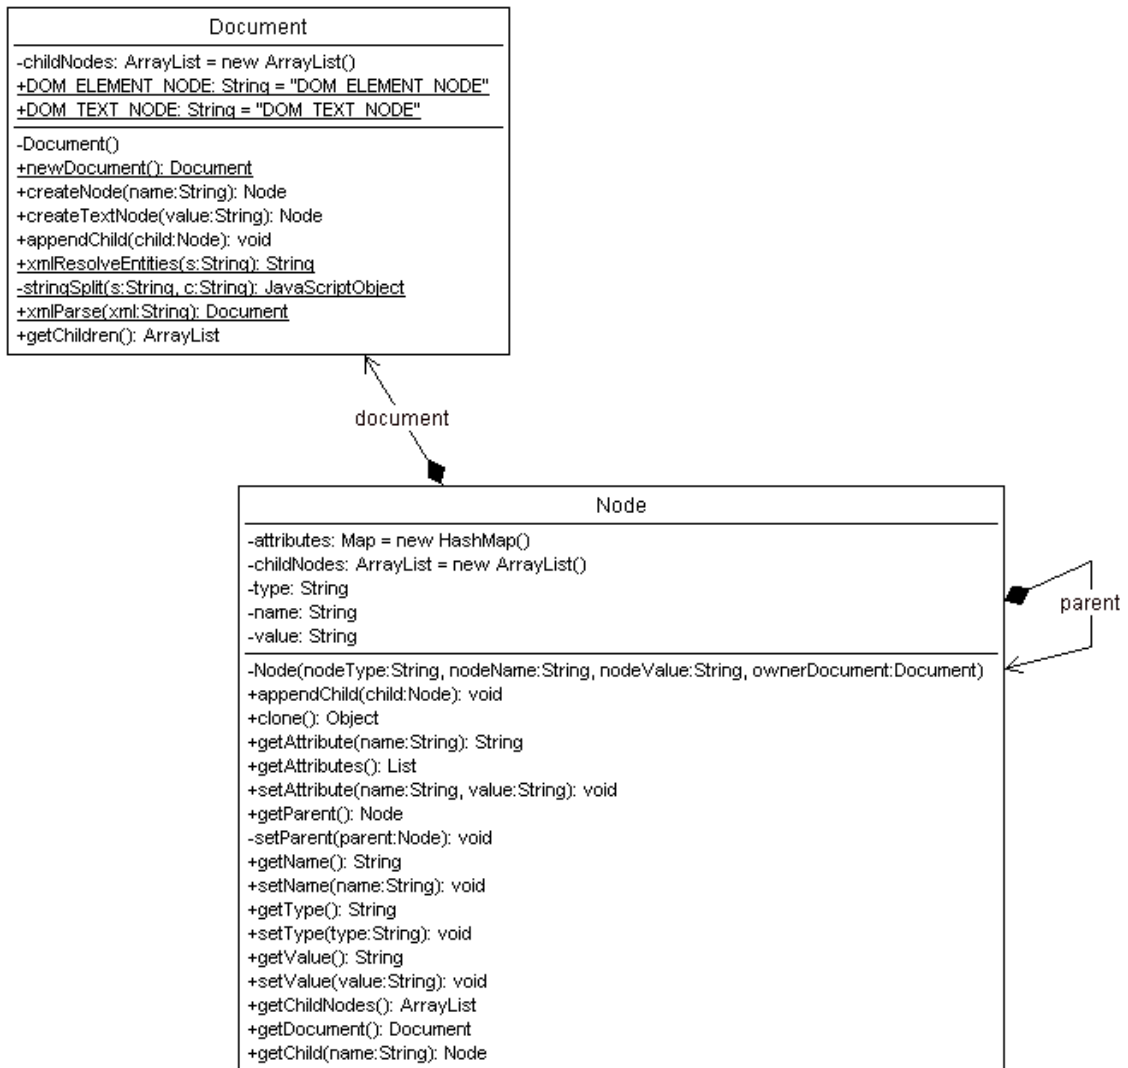 Document
-childNodes: ArrayList = new ArrayList()
+DOM_ELEMENT_NODE: String = "DOM_ELEMENT_NODE"
+DOM_TEXT_NODE: String = "DOM_TEXT_NODE"
-Document()
+newDocument(): Document
+createNode(name:String): Node
+createTextNode(value:String): Node
+appendChild(child:Node): void
+xmlResolveEntities(s:String): String
-stringSplit(s:String, c:String): JavaScriptObject
+xmlParse(xml:String): Document
+getChildren(): ArrayList
document
Node
-attributes: Map = new HashMap()
-childNodes: ArrayList = new ArrayList()
-type: String
-name: String
-value: String
parent
-Node(nodeType:String, nodeName:String, nodeValue:String, ownerDocument:Document)
+appendChild(child:Node): void
+clone(): Object
+getAttribute(name:String): String
+getAttributes(): List
+setAttribute(name:String, value:String): void
+getParent(): Node
-setParent(parent:Node): void
+getName(): String
+setName(name:String): void
+getType(): String
+setType(type:String): void
+getValue(): String
+setValue(value:String): void
+getChildNodes(): ArrayList
+getDocument(): Document
+getChild(name:String): Node